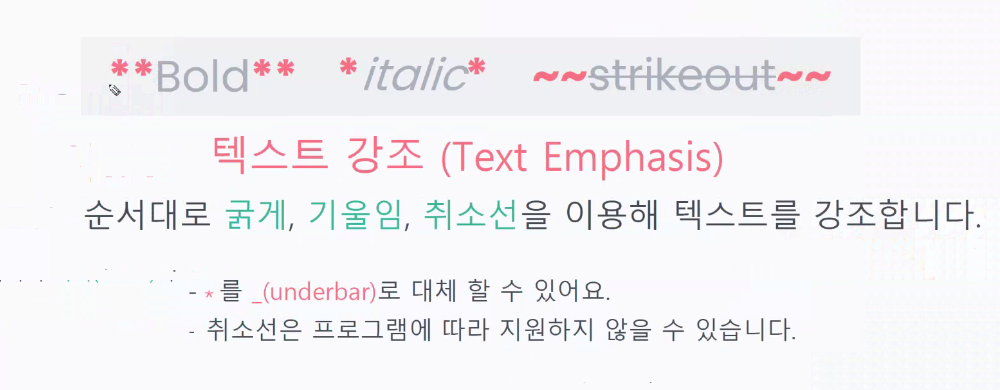 **Bold** *italic* ~~strikeout~~
텍스트 강조 (Text Emphasis)
순서대로 굵게, 기울임, 취소선을 이용해 텍스트를 강조합니다.
- * 를 _(underbar)로 대체 할 수 있어요.
- 취소선은 프로그램에 따라 지원하지 않을 수 있습니다.